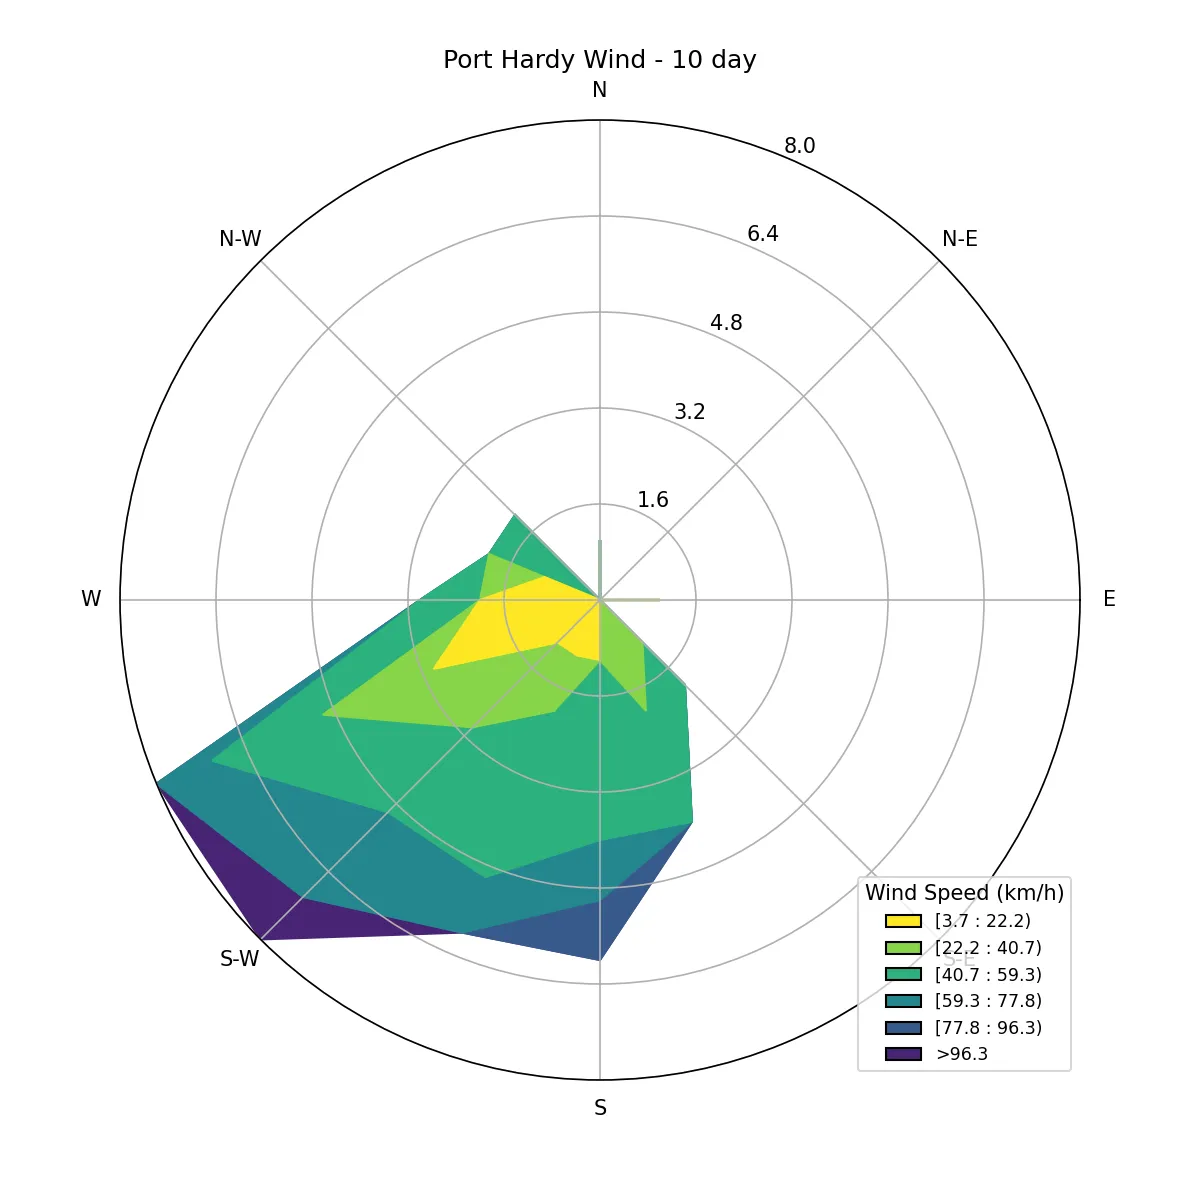 Port Hardy Wind - 10 day
N
8.0
N-W
6.4
N-E
4.8
3.2
1.6
W
E
S-W
S-E
S
Wind Speed (km/h)
[3.7 : 22.2)
[22.2 : 40.7)
[40.7 : 59.3)
[59.3 : 77.8)
[77.8 : 96.3)
>96.3